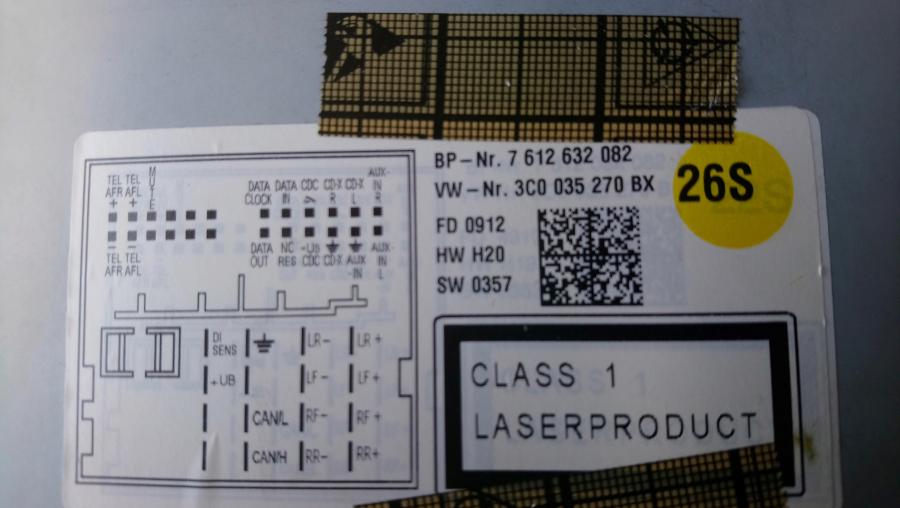 BP-Nr. 7 612 632 082
VW-Nr. 3C0 035 270 BX
26S
FD 0912
HW H20
SW 0357
TEL AFR + TEL AFL + MUTE
DATA CLOCK DATA IN CDC CD-X R CD-X L AUX-IN R
TEL AFR - TEL AFL -
DATA OUT NC RES -UB CDC CD-X AUX-IN AUX-IN L
DI SENS LR- LR+
+UB LF- LF+
CAN/L RF- RF+
CAN/H RR- RR+
CLASS 1
LASERPRODUCT